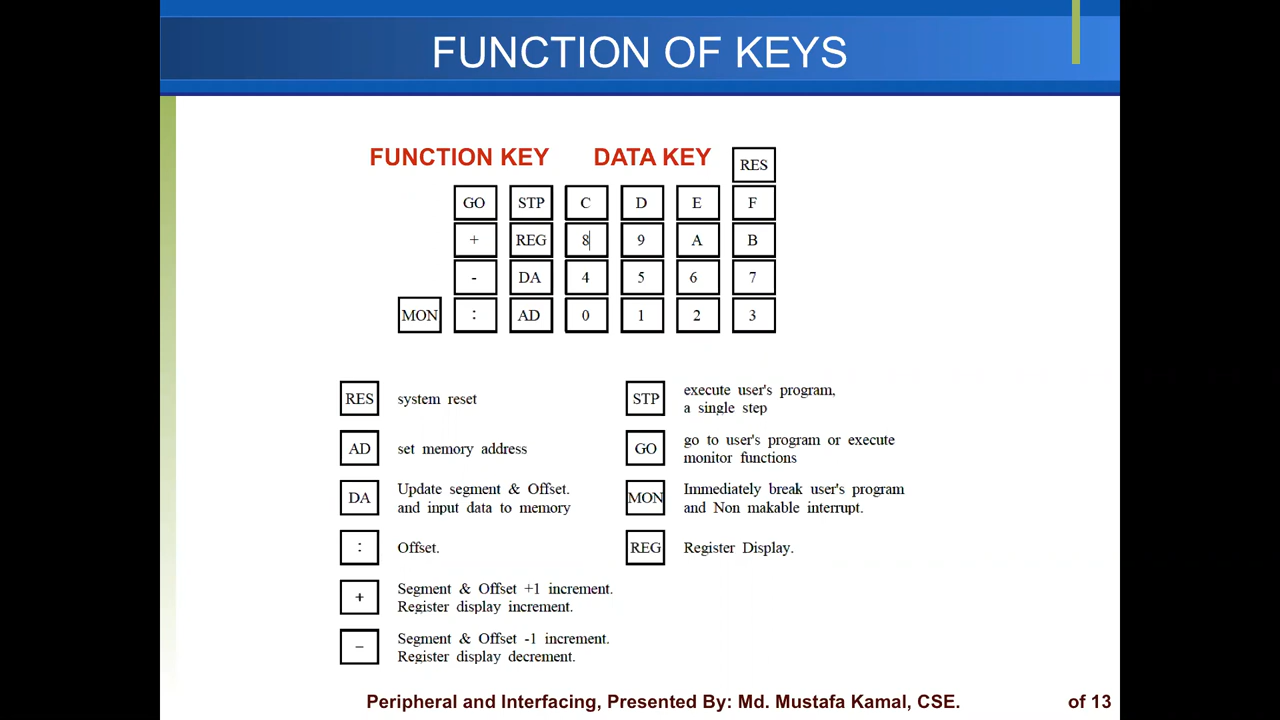 FUNCTION OF KEYS
FUNCTION KEY DATA KEY RES
GO STP C D E F
+ REG 8 9 A B
- DA 4 5 6 7
MON : AD 0 1 2 3
RES system reset
AD set memory address
DA Update segment & Offset.
and input data to memory
: Offset.
+ Segment & Offset +1 increment.
Register display increment.
− Segment & Offset -1 increment.
Register display decrement.
STP execute user's program,
a single step
GO go to user's program or execute
monitor functions
MON Immediately break user's program
and Non makable interrupt.
REG Register Display.
Peripheral and Interfacing, Presented By: Md. Mustafa Kamal, CSE. of 13